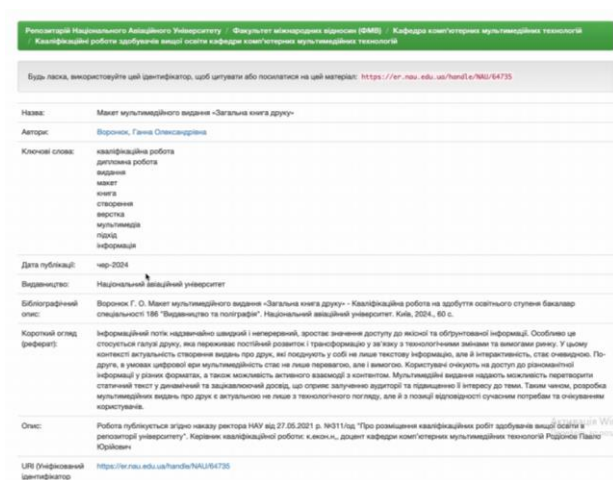 Репозитарій Національного Авіаційного Університету / Факультет міжнародних відносин (ФМВ) / Кафедра комп'ютерних мультимедійних технологій
/ Кваліфікаційні роботи здобувачів вищої освіти кафедри комп'ютерних мультимедійних технологій
Будь ласка, використовуйте цей ідентифікатор, щоб цитувати або посилатися на цей матеріал: https://er.nau.edu.ua/handle/NAU/64735
Назва: Макет мультимедійного видання «Загальна книга друку»
Автори: Воронюк, Ганна Олександрівна
Ключові слова: кваліфікаційна робота
дипломна робота
видання
макет
книга
створення
верстка
мультимедіа
підхід
інформація
Дата публікації: чер-2024
Видавництво: Національний авіаційний університет
Бібліографічний опис: Воронюк Г. О. Макет мультимедійного видання «Загальна книга друку» - Кваліфікаційна робота на здобуття освітнього ступеня бакалавр
спеціальності 186 "Видавництво та поліграфія". Національний авіаційний університет. Київ, 2024., 60 с.
Короткий огляд (реферат): Інформаційний потік надзвичайно швидкий і неперервний, зростає значення доступу до якісної та обґрунтованої інформації. Особливо це
стосується галузі друку, яка переживає постійний розвиток і трансформацію у зв'язку з технологічними змінами та вимогами ринку. У цьому
контексті актуальність створення видань про друк, які поєднують у собі не лише текстову інформацію, але й інтерактивність, стає очевидною. По-
друге, в умовах цифрової ери мультимедійність стає не лише перевагою, але і вимогою. Користувачі очікують на доступ до різноманітної
інформації у різних форматах, а також можливість активного взаємодії з контентом. Мультимедійні видання надають можливість перетворити
статичний текст у динамічний та зацікавлюючий досвід, що сприяє залученню аудиторії та підвищенню її інтересу до теми. Таким чином, розробка
мультимедійних видань про друк є актуальною не лише з технологічного погляду, але й з позиції відповідності сучасним потребам та очікуванням
користувачів.
Опис: Робота публікується згідно наказу ректора НАУ від 27.05.2021 р. №311/од "Про розміщення кваліфікаційних робіт здобувачів вищої освіти в
репозиторії університету". Керівник кваліфікаційної роботи: к.екон.н., доцент кафедри комп'ютерних мультимедійних технологій Родіонов Павло
Юрійович
URI (Уніфікований ідентифікатор https://er.nau.edu.ua/handle/NAU/64735